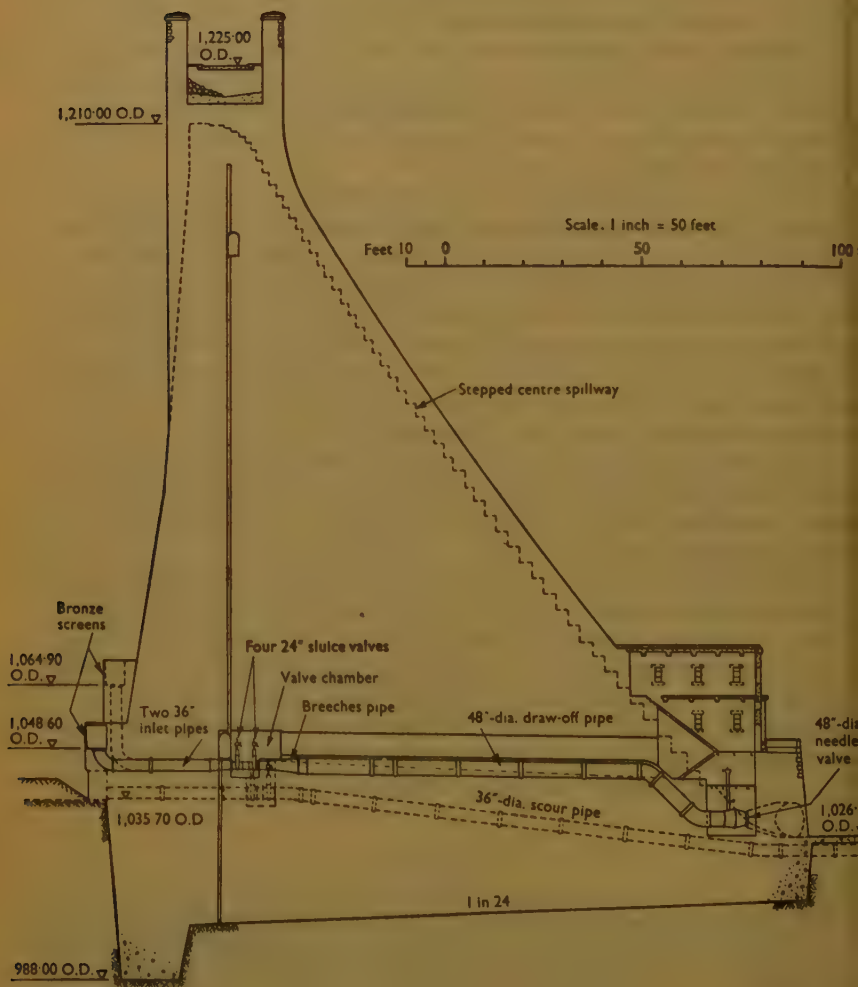 1,225·00
O.D.
1,210·00 O.D
Scale. 1 inch = 50 feet
Feet 10 0 50 100
Stepped centre spillway
Bronze
screens
1,064·90
O.D.
Four 24" sluice valves
Valve chamber
Breeches pipe
1,048·60
O.D.
Two 36"
inlet pipes
48"-dia. draw-off pipe
48"-dia
needle
valve
36"-dia. scour pipe
1,035 70 O.D
1,026·
O.D.
1 in 24
988·00 O.D.